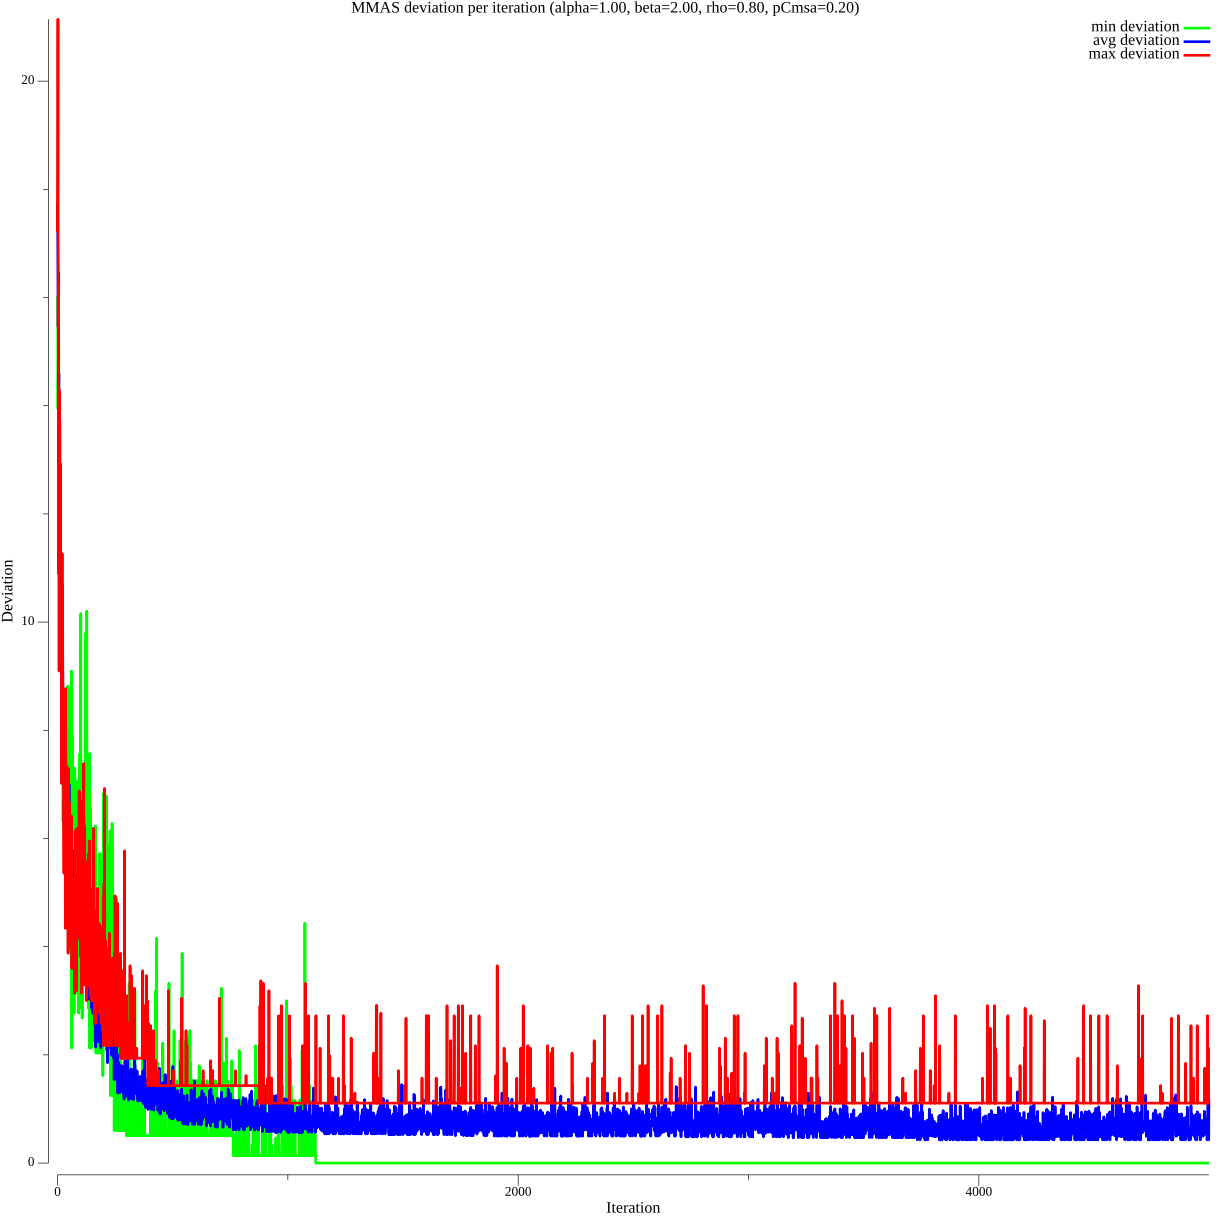 MMAS deviation per iteration (alpha=1.00, beta=2.00, rho=0.80, pCmsa=0.20)
min deviation
avg deviation
max deviation
20
10
0
Deviation
0
2000
4000
Iteration